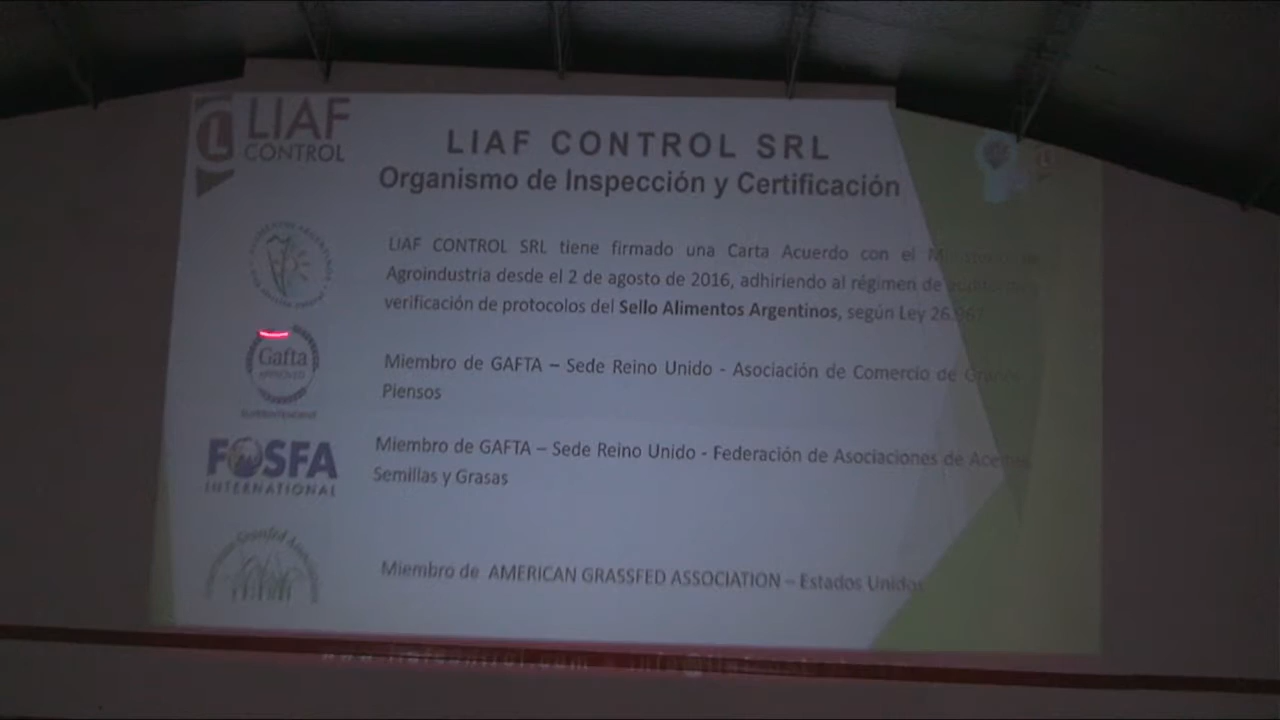 LIAF
CONTROL
LIAF CONTROL SRL
Organismo de Inspección y Certificación
LIAF CONTROL SRL tiene firmado una Carta Acuerdo con el
Agroindustria desde el 2 de agosto de 2016, adhiriendo al régimen de
verificación de protocolos del Sello Alimentos Argentinos, según Ley
Gafta
APPROVED
Miembro de GAFTA – Sede Reino Unido - Asociación de Comercio de
Piensos
FOSFA
INTERNATIONAL
Miembro de GAFTA – Sede Reino Unido - Federación de Asociaciones de
Semillas y Grasas
Miembro de AMERICAN GRASSFED ASSOCIATION – Estados Unidos